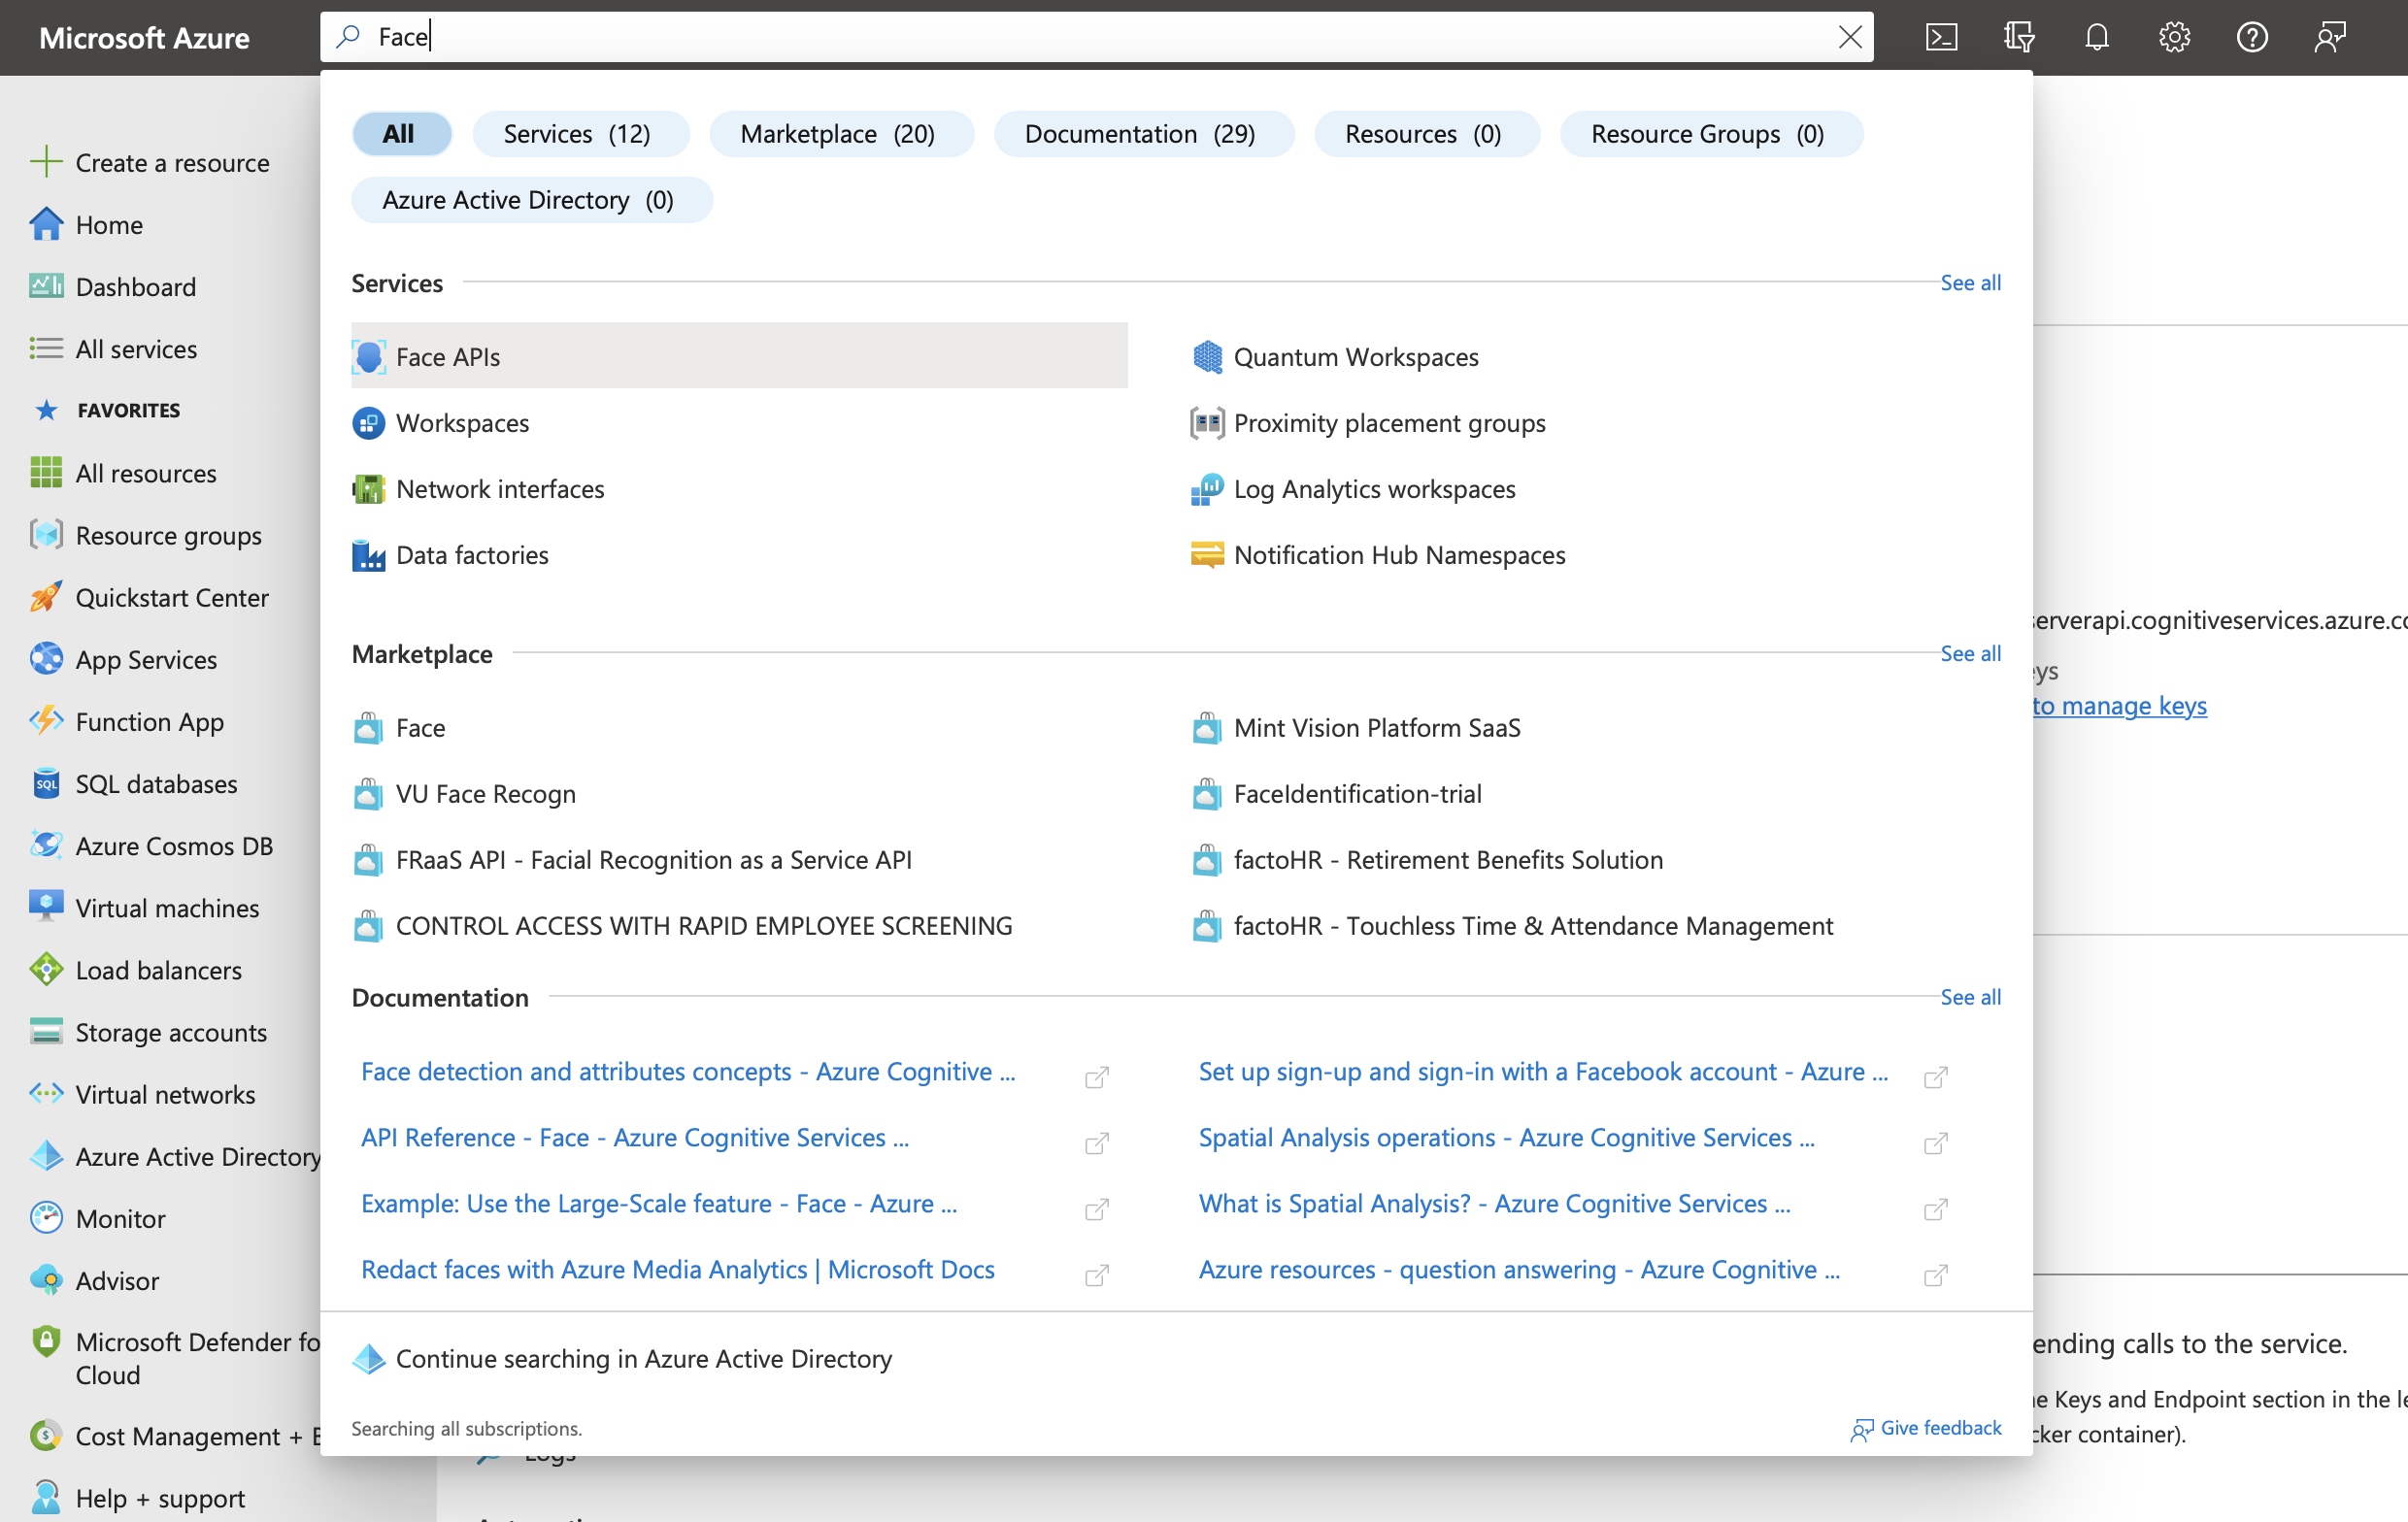 Microsoft Azure
Face
All
Services (12)
Marketplace (20)
Documentation (29)
Resources (0)
Resource Groups (0)
Azure Active Directory (0)
Create a resource
Home
Dashboard
All services
FAVORITES
All resources
Resource groups
Quickstart Center
App Services
Function App
SQL databases
Azure Cosmos DB
Virtual machines
Load balancers
Storage accounts
Virtual networks
Azure Active Directory
Monitor
Advisor
Microsoft Defender fo
Cloud
Cost Management +
Help + support
Services
See all
Face APIs
Quantum Workspaces
Workspaces
Proximity placement groups
Network interfaces
Log Analytics workspaces
Data factories
Notification Hub Namespaces
Marketplace
See all
Face
Mint Vision Platform SaaS
VU Face Recogn
FaceIdentification-trial
FRaaS API - Facial Recognition as a Service API
factoHR - Retirement Benefits Solution
CONTROL ACCESS WITH RAPID EMPLOYEE SCREENING
factoHR - Touchless Time & Attendance Management
Documentation
See all
Face detection and attributes concepts - Azure Cognitive ...
Set up sign-up and sign-in with a Facebook account - Azure ...
API Reference - Face - Azure Cognitive Services ...
Spatial Analysis operations - Azure Cognitive Services ...
Example: Use the Large-Scale feature - Face - Azure ...
What is Spatial Analysis? - Azure Cognitive Services ...
Redact faces with Azure Media Analytics | Microsoft Docs
Azure resources - question answering - Azure Cognitive ...
Continue searching in Azure Active Directory
Searching all subscriptions.
Give feedback
serverapi.cognitiveservices.azure.co
eys
to manage keys
ending calls to the service.
e Keys and Endpoint section in the le
cker container).
Logs